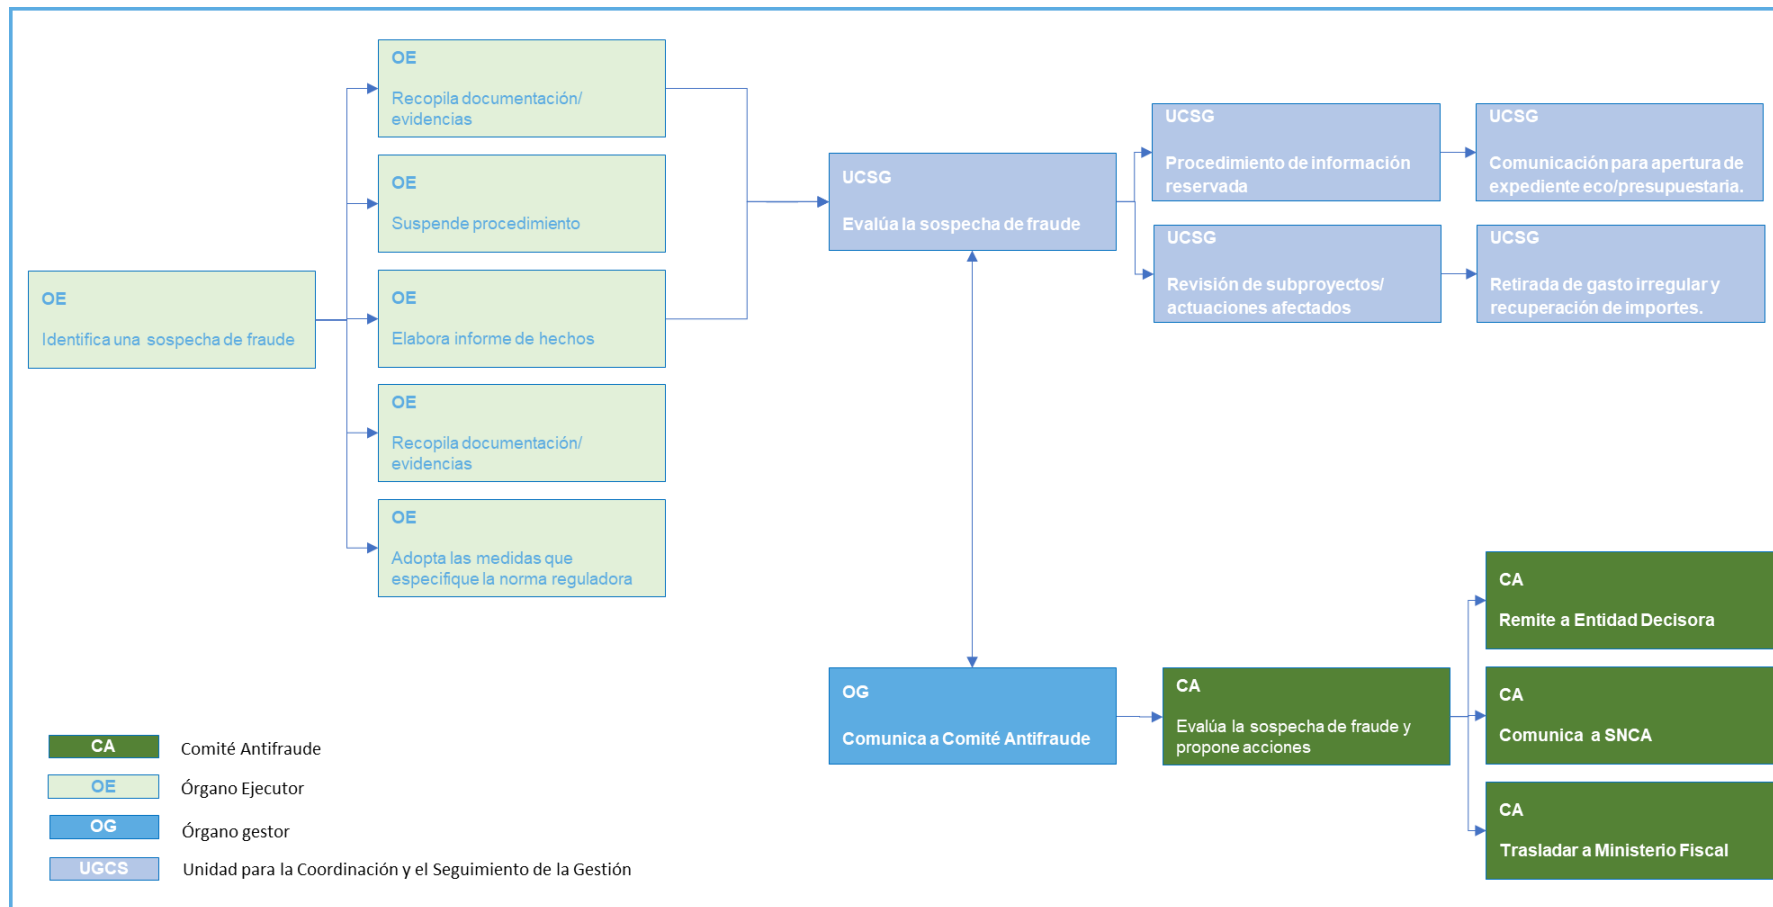 OE
Identifica una sospecha de fraude
OE
Recopila documentación/
evidencias
OE
Suspende procedimiento
OE
Elabora informe de hechos
OE
Recopila documentación/
evidencias
OE
Adopta las medidas que
especifique la norma reguladora
UCSG
Evalúa la sospecha de fraude
UCSG
Procedimiento de información
reservada
UCSG
Comunicación para apertura de
expediente eco/presupuestaria.
UCSG
Revisión de subproyectos/
actuaciones afectados
UCSG
Retirada de gasto irregular y
recuperación de importes.
OG
Comunica a Comité Antifraude
CA
Evalúa la sospecha de fraude y
propone acciones
CA
Remite a Entidad Decisora
CA
Comunica a SNCA
CA
Trasladar a Ministerio Fiscal
CA Comité Antifraude
OE Órgano Ejecutor
OG Órgano gestor
UGCS Unidad para la Coordinación y el Seguimiento de la Gestión